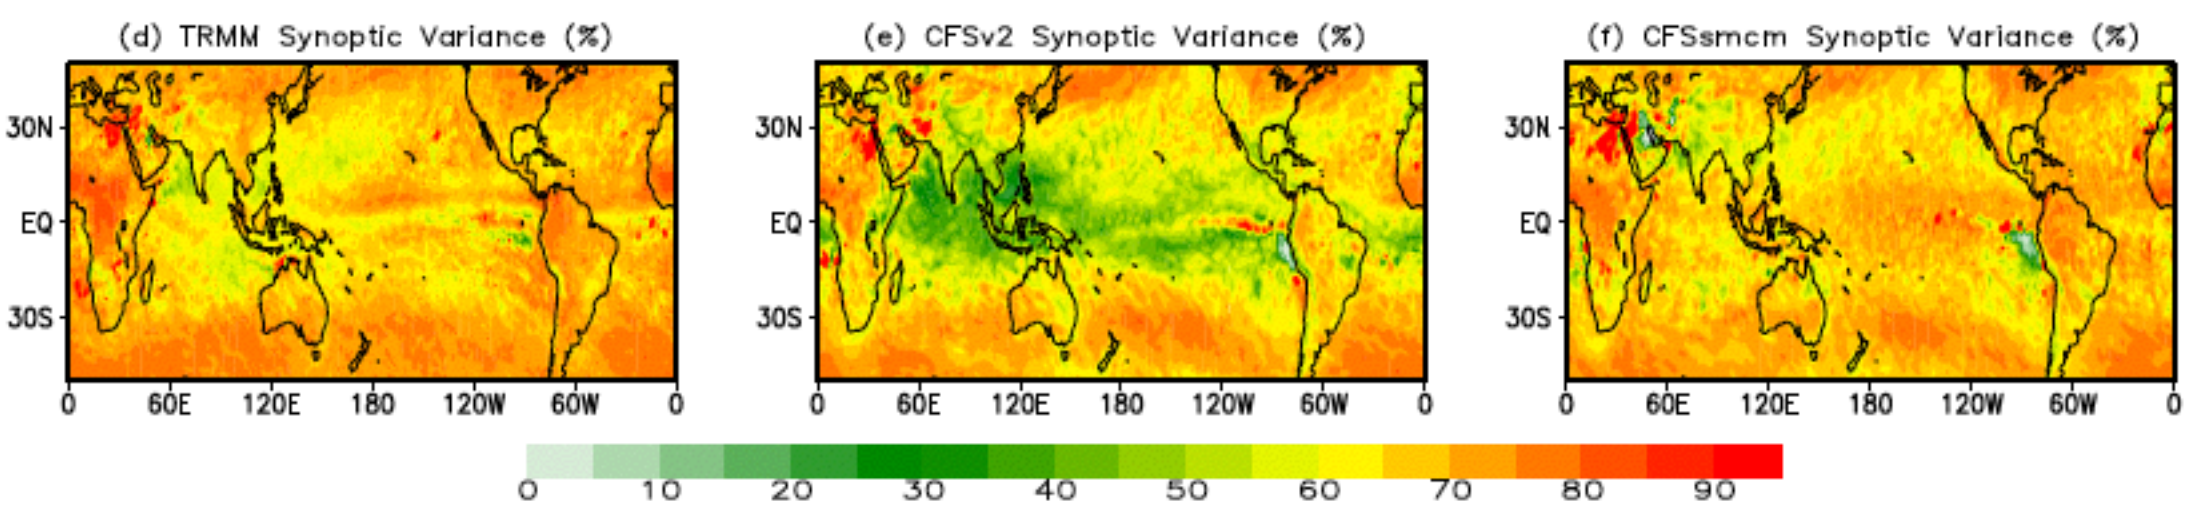 (d) TRMM Synoptic Variance (%)
(e) CFSv2 Synoptic Variance (%)
(f) CFSsmcm Synoptic Variance (%)
30N
EQ
30S
0 60E 120E 180 120W 60W 0
30N
EQ
30S
0 60E 120E 180 120W 60W 0
30N
EQ
30S
0 60E 120E 180 120W 60W 0
0 10 20 30 40 50 60 70 80 90